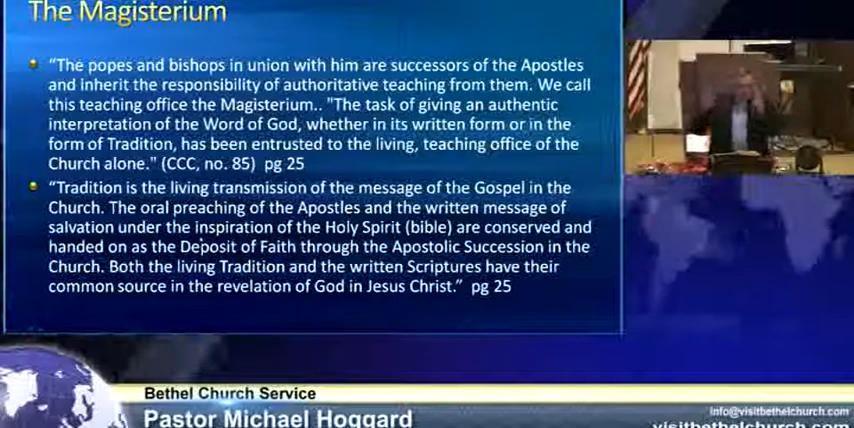 The Magisterium
“The popes and bishops in union with him are successors of the Apostles
and inherit the responsibility of authoritative teaching from them. We call
this teaching office the Magisterium.. "The task of giving an authentic
interpretation of the Word of God, whether in its written form or in the
form of Tradition, has been entrusted to the living, teaching office of the
Church alone." (CCC, no. 85) pg 25
“Tradition is the living transmission of the message of the Gospel in the
Church. The oral preaching of the Apostles and the written message of
salvation under the inspiration of the Holy Spirit (bible) are conserved and
handed on as the Deposit of Faith through the Apostolic Succession in the
Church. Both the living Tradition and the written Scriptures have their
common source in the revelation of God in Jesus Christ.” pg 25
Bethel Church Service
Pastor Michael Hoggard
info@visitbethelchurch.com
visitbethelchurch.com